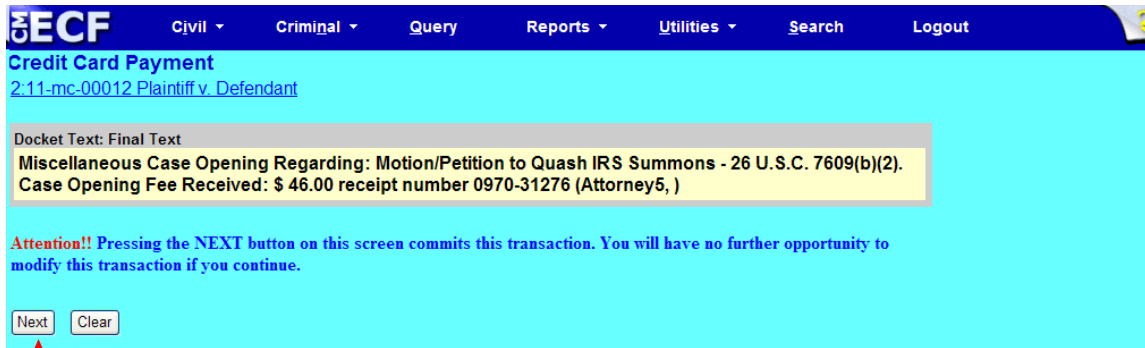 CM ECF Civil Criminal Query Reports Utilities Search Logout
Credit Card Payment
2:11-mc-00012 Plaintiff v. Defendant
Docket Text: Final Text
Miscellaneous Case Opening Regarding: Motion/Petition to Quash IRS Summons - 26 U.S.C. 7609(b)(2).
Case Opening Fee Received: $ 46.00 receipt number 0970-31276 (Attorney5, )
Attention!! Pressing the NEXT button on this screen commits this transaction. You will have no further opportunity to
modify this transaction if you continue.
Next Clear